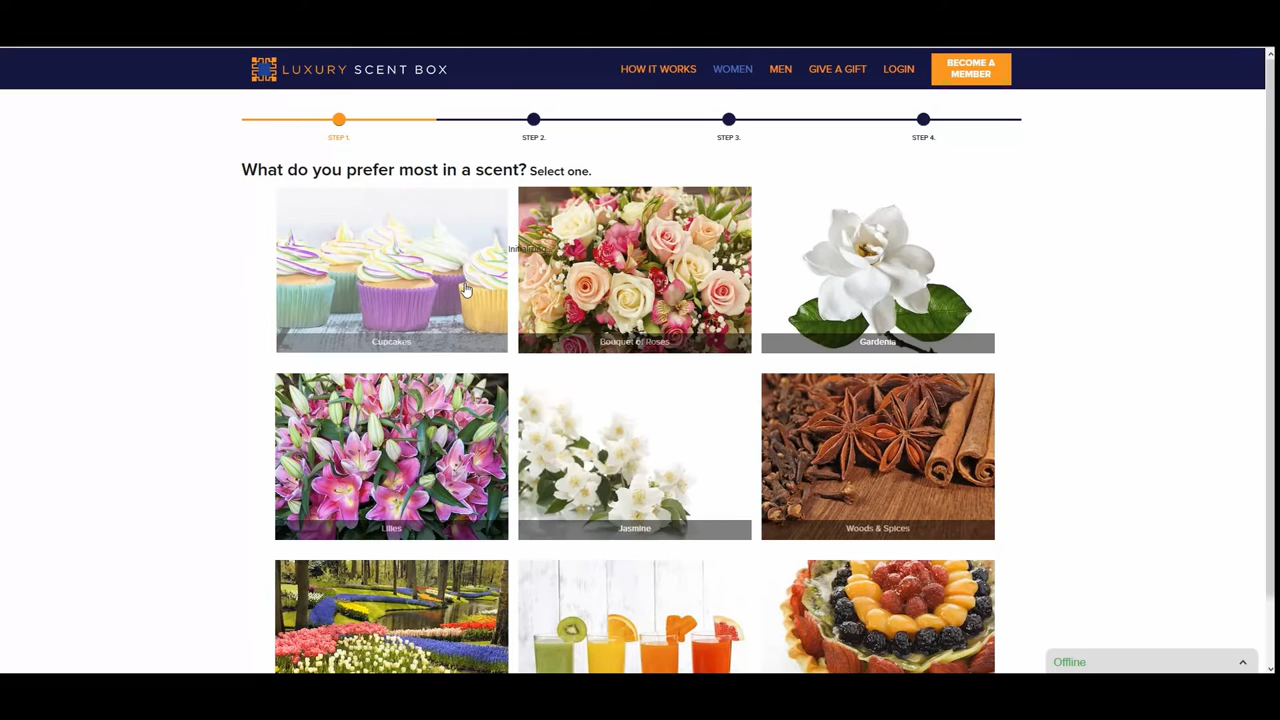 LUXURY SCENT BOX
HOW IT WORKS
WOMEN
MEN
GIVE A GIFT
LOGIN
BECOME A
MEMBER
STEP 1.
STEP 2.
STEP 3.
STEP 4.
What do you prefer most in a scent? Select one.
Initializing...
Cupcakes
Bouquet of Roses
Gardenia
Lilies
Jasmine
Woods & Spices
Offline